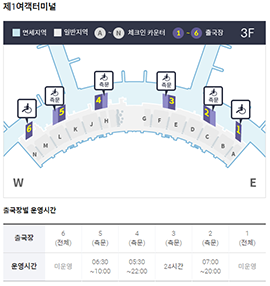 제1여객터미널
면세지역 일반지역 A ~ N 체크인 카운터 1 ~ 6 출국장 3F
측문 측문 측문 측문 측문
6 5 4 3 2 1
N M L K J H G F E D C B A
W E
출국장별 운영시간
출국장 6 (전체) 5 (측문) 4 (측문) 3 (측문) 2 (측문) 1 (전체)
운영시간 미운영 06:30 ~10:00 05:30 ~22:00 24시간 07:00 ~20:00 미운영